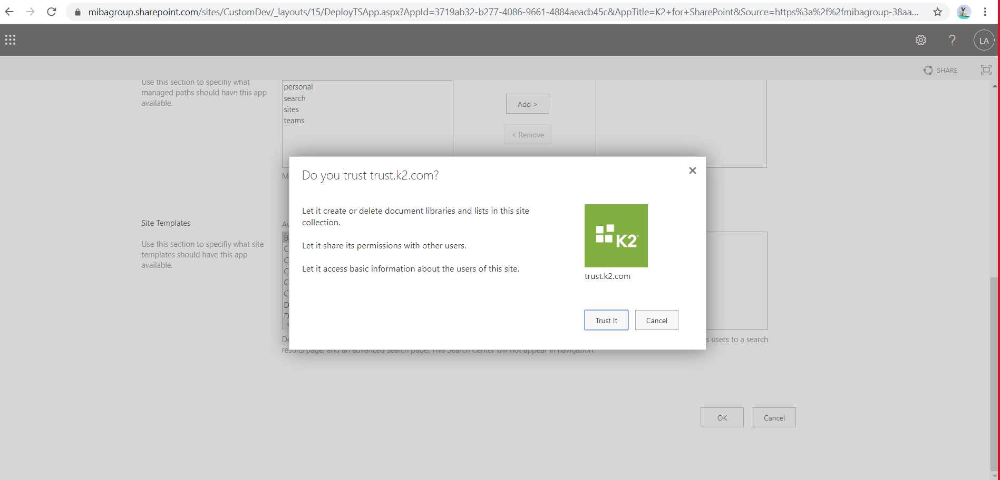 mibagroup.sharepoint.com/sites/CustomDev/_layouts/15/DeployTSApp.aspx?AppId=3719ab32-b277-4086-9661-4884aeacb45c&AppTitle=K2+for+SharePoint&Source=https%3a%2f%2fmibagroup-38aa...
? LA
SHARE
Use this section to specifiy what
managed paths should have this app
available.
personal
search
sites
teams
Add >
< Remove
M
Do you trust trust.k2.com?
Let it create or delete document libraries and lists in this site
collection.
Let it share its permissions with other users.
Let it access basic information about the users of this site.
K2
trust.k2.com
Trust It
Cancel
Site Templates
Use this section to specifiy what site
templates should have this app
available.
Av
B
C
C
C
C
C
D
D
De
s users to a search
results page, and an advanced search page. This Search Center will not appear in navigation.
OK
Cancel